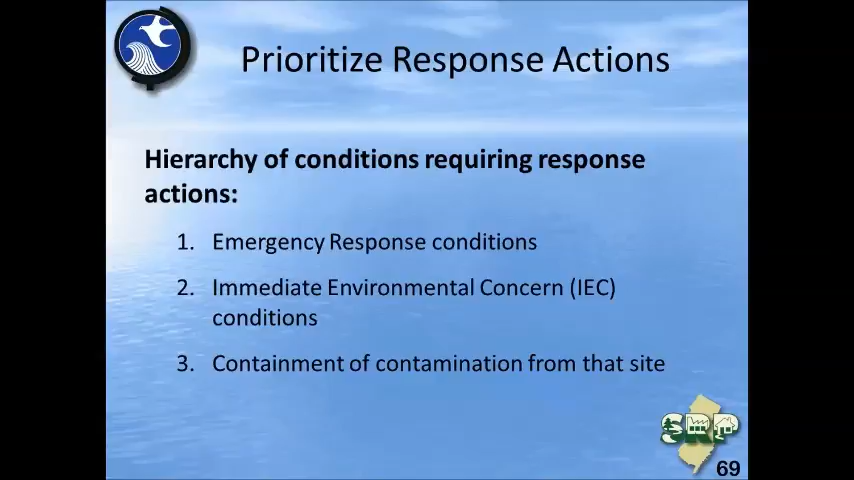 Prioritize Response Actions
Hierarchy of conditions requiring response
actions:
1. Emergency Response conditions
2. Immediate Environmental Concern (IEC)
conditions
3. Containment of contamination from that site
SRP
69